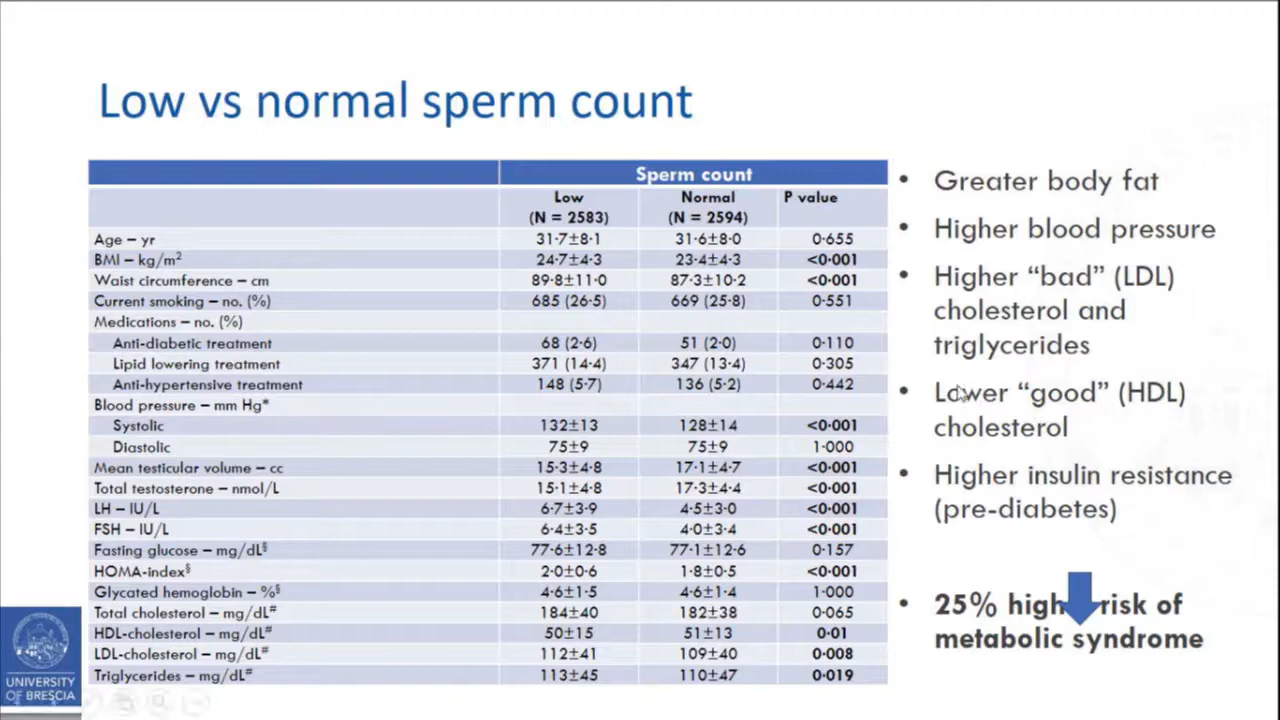 Low vs normal sperm count
Sperm count
Low Normal P value
(N = 2583) (N = 2594)
Age – yr 31·7±8·1 31·6±8·0 0·655
BMI – kg/m² 24·7±4·3 23·4±4·3 <0·001
Waist circumference – cm 89·8±11·0 87·3±10·2 <0·001
Current smoking – no. (%) 685 (26·5) 669 (25·8) 0·551
Medications – no. (%)
Anti-diabetic treatment 68 (2·6) 51 (2·0) 0·110
Lipid lowering treatment 371 (14·4) 347 (13·4) 0·305
Anti-hypertensive treatment 148 (5·7) 136 (5·2) 0·442
Blood pressure – mm Hg*
Systolic 132±13 128±14 <0·001
Diastolic 75±9 75±9 1·000
Mean testicular volume – cc 15·3±4·8 17·1±4·7 <0·001
Total testosterone – nmol/L 15·1±4·8 17·3±4·4 <0·001
LH – IU/L 6·7±3·9 4·5±3·0 <0·001
FSH – IU/L 6·4±3·5 4·0±3·4 <0·001
Fasting glucose – mg/dL§ 77·6±12·8 77·1±12·6 0·157
HOMA-index§ 2·0±0·6 1·8±0·5 <0·001
Glycated hemoglobin – %§ 4·6±1·5 4·6±1·4 1·000
Total cholesterol – mg/dL# 184±40 182±38 0·065
HDL-cholesterol – mg/dL# 50±15 51±13 0·01
LDL-cholesterol – mg/dL# 112±41 109±40 0·008
Triglycerides – mg/dL# 113±45 110±47 0·019
• Greater body fat
• Higher blood pressure
• Higher “bad” (LDL)
cholesterol and
triglycerides
• Lower “good” (HDL)
cholesterol
• Higher insulin resistance
(pre-diabetes)
• 25% high risk of
metabolic syndrome
UNIVERSITY
OF BRESCIA